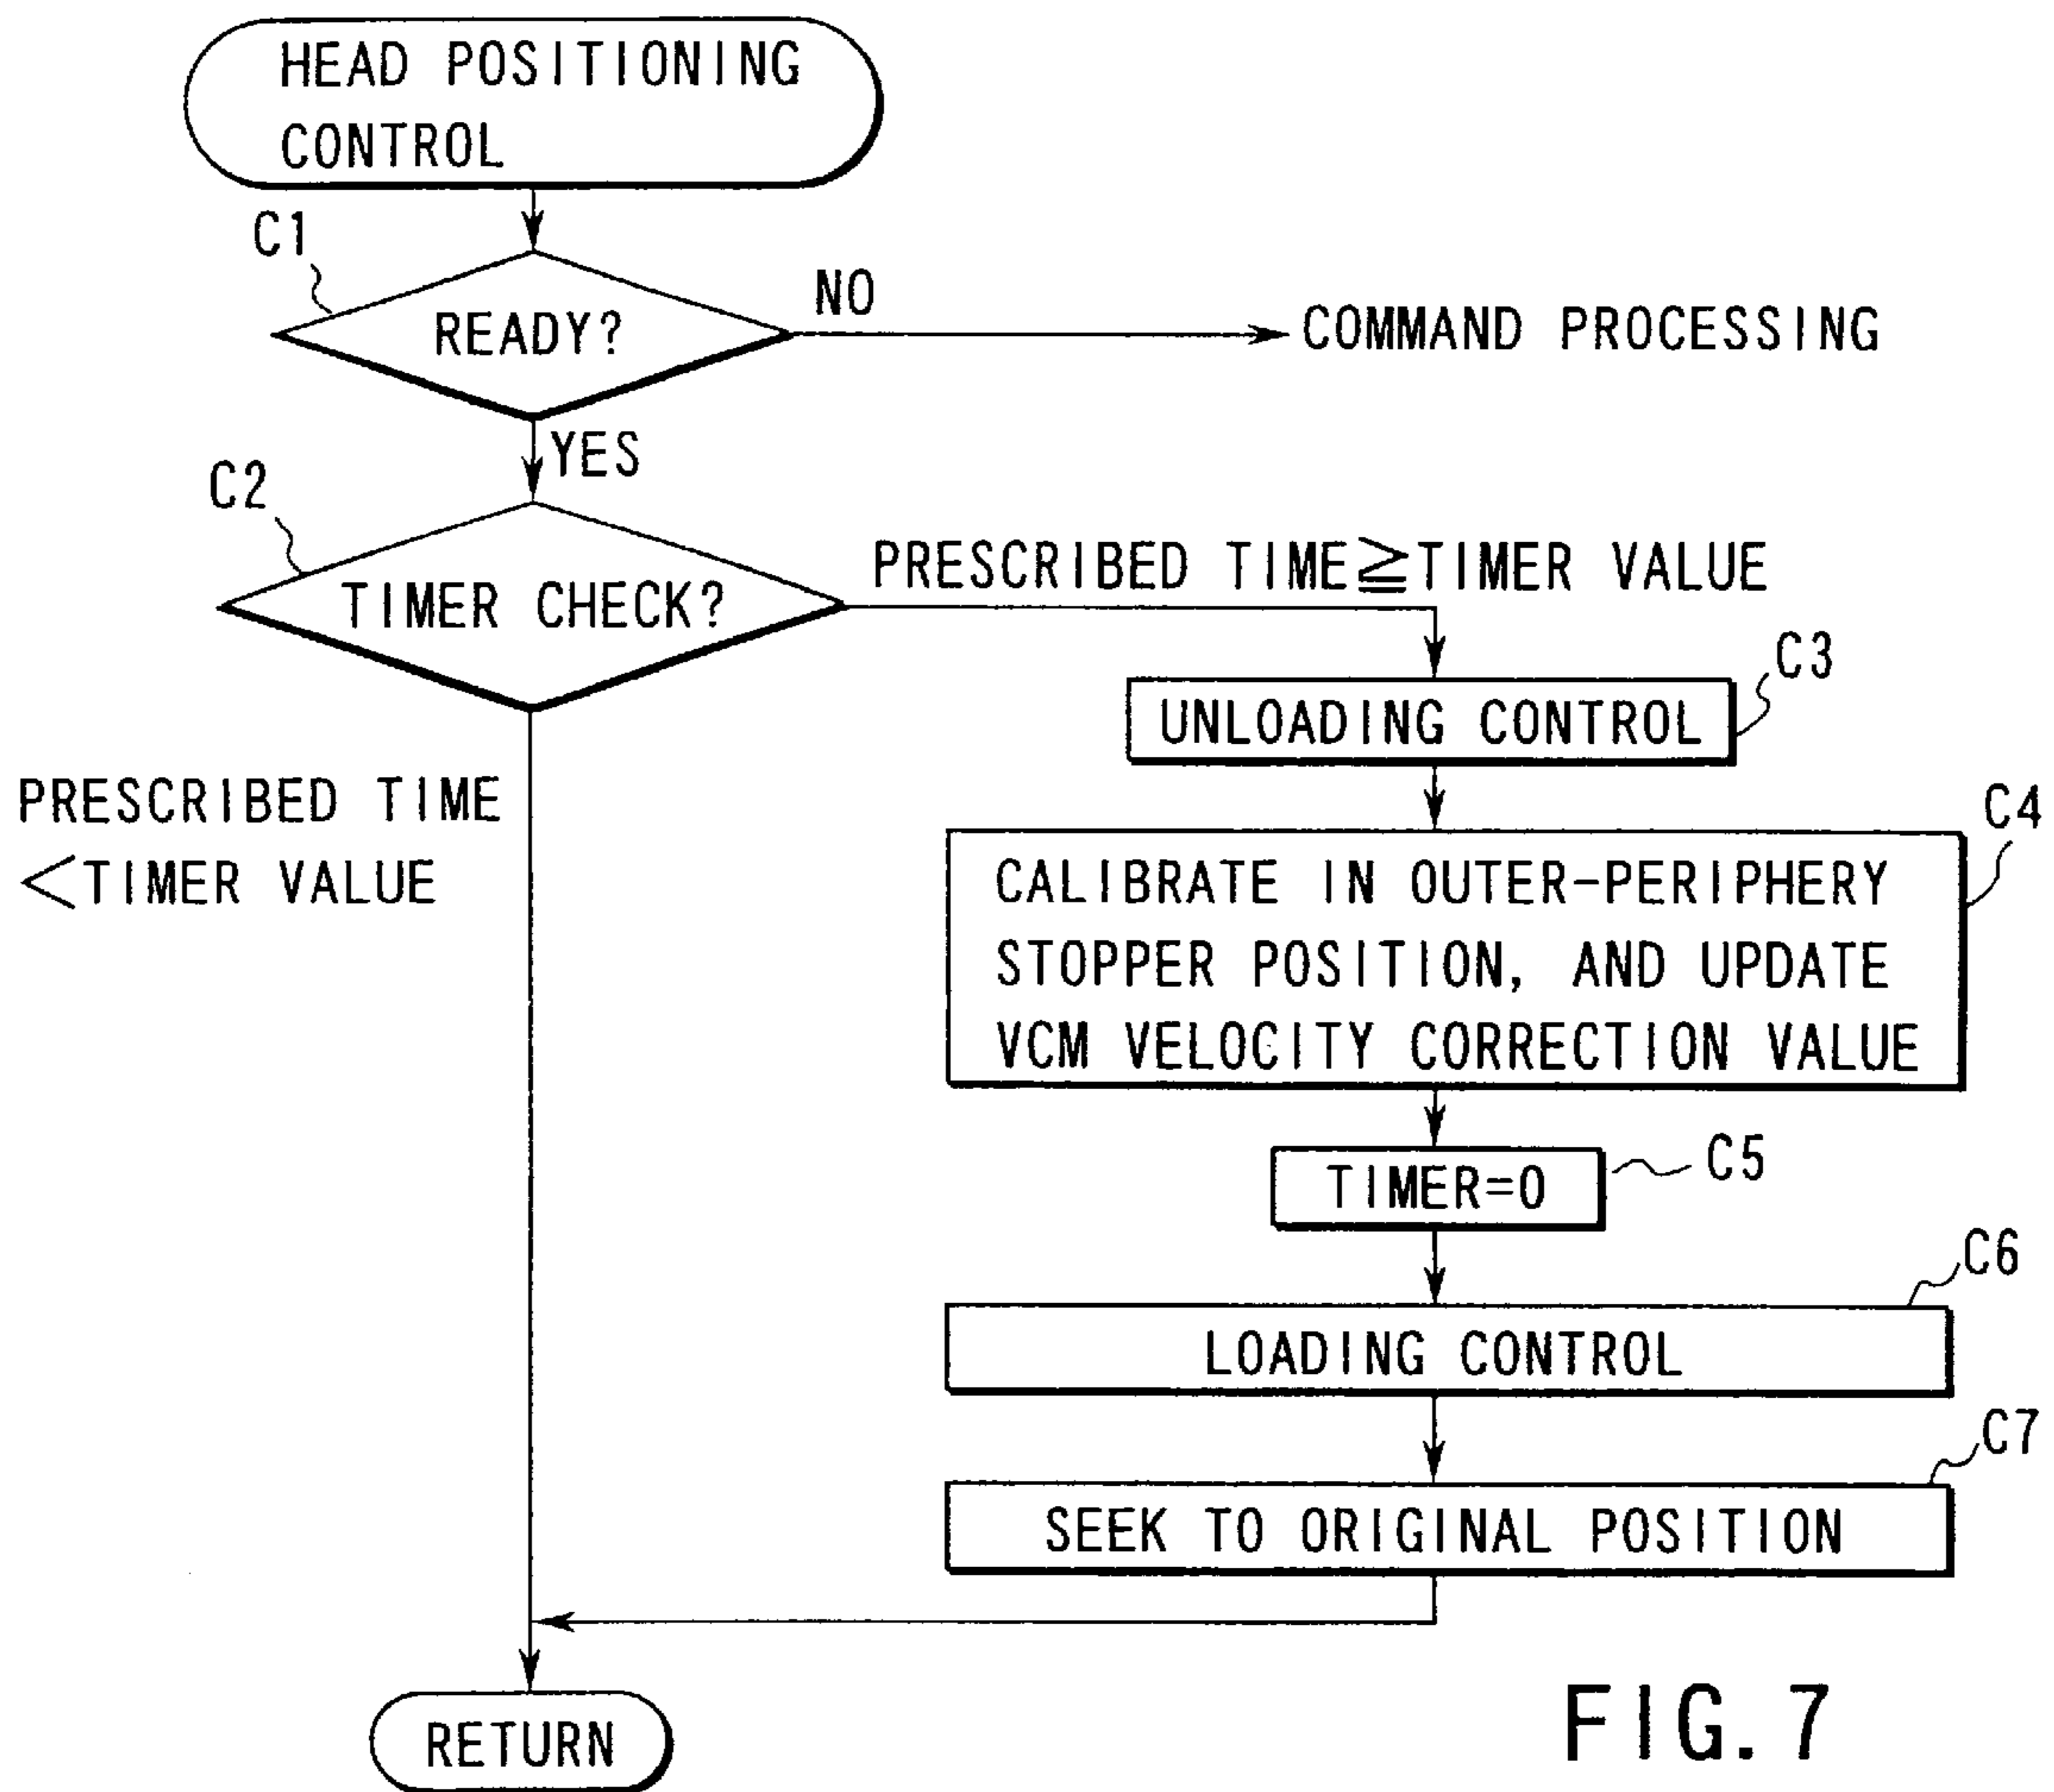 HEAD POSITIONING
CONTROL
C1
READY?
NO
COMMAND PROCESSING
YES
C2
TIMER CHECK?
PRESCRIBED TIME≧TIMER VALUE
C3
UNLOADING CONTROL
PRESCRIBED TIME
<TIMER VALUE
C4
CALIBRATE IN OUTER-PERIPHERY
STOPPER POSITION, AND UPDATE
VCM VELOCITY CORRECTION VALUE
C5
TIMER=0
C6
LOADING CONTROL
C7
SEEK TO ORIGINAL POSITION
RETURN
FIG. 7